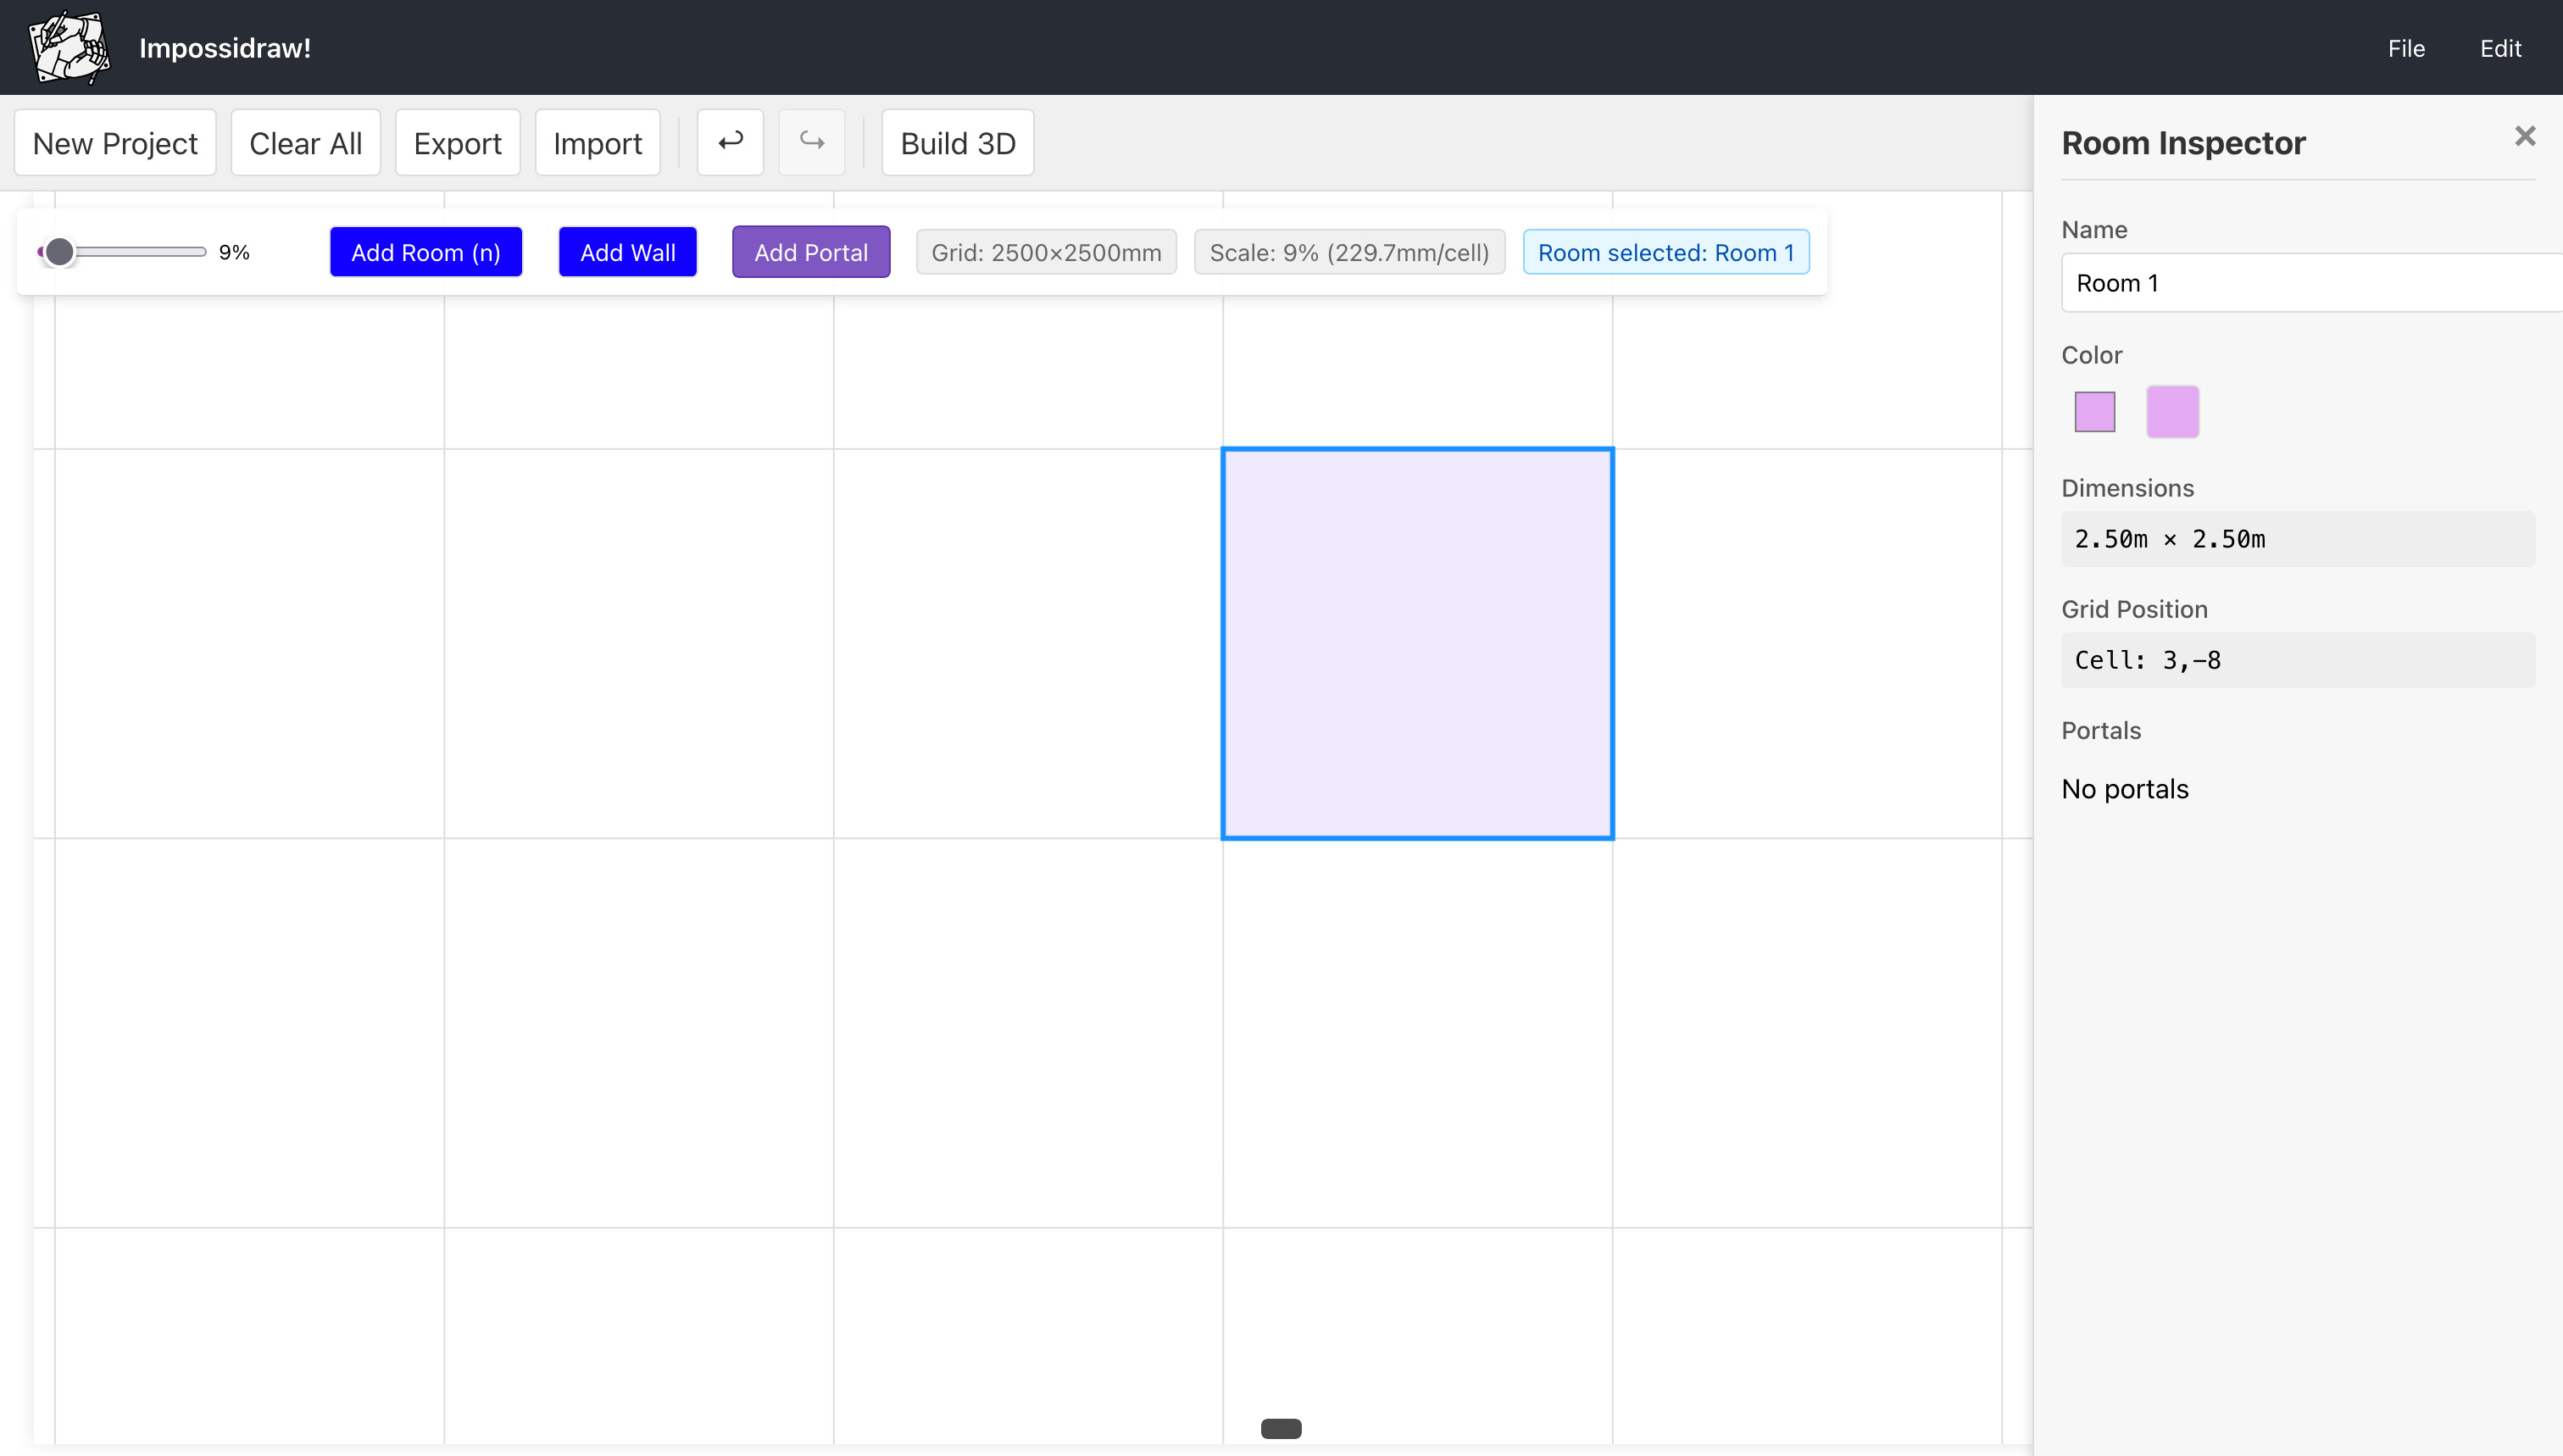 Impossidraw!
File Edit
New Project Clear All Export Import Build 3D
9% Add Room (n) Add Wall Add Portal Grid: 2500×2500mm Scale: 9% (229.7mm/cell) Room selected: Room 1
Room Inspector ×
Name
Room 1
Color
Dimensions
2.50m × 2.50m
Grid Position
Cell: 3,-8
Portals
No portals